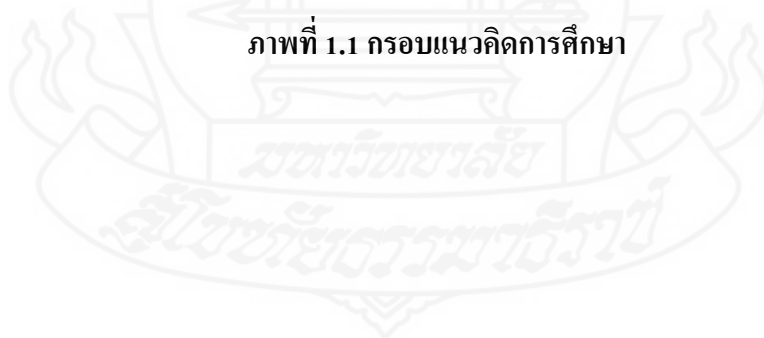 ภาพที่ 1.1 กรอบแนวคิดการศึกษา
มหาวิทยาลัย
สุโขทัยธรรมาธิราช